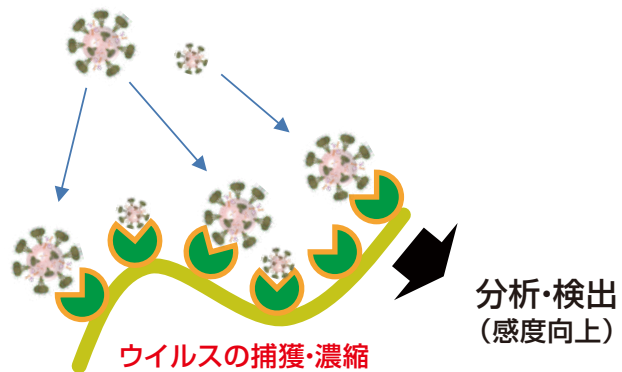 ウイルスの捕獲・濃縮
分析・検出
（感度向上）